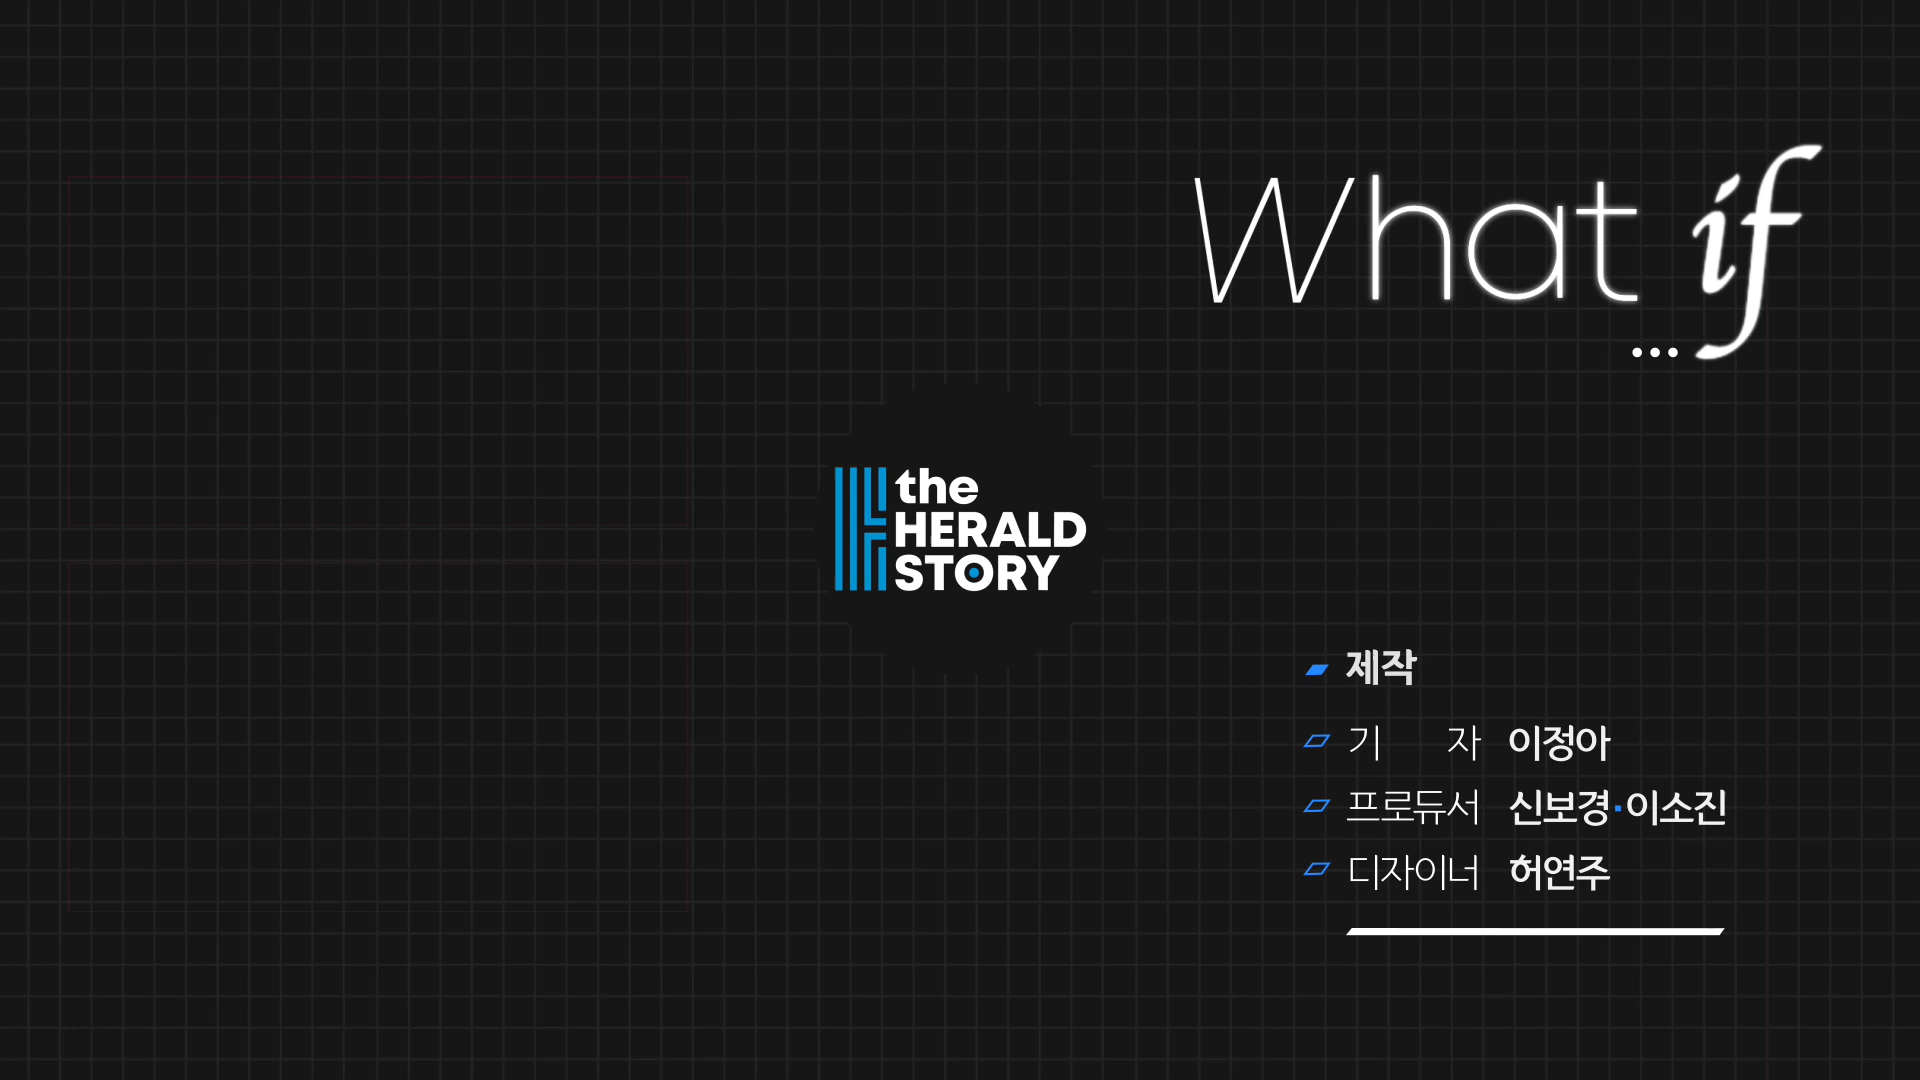 What if
...
the
HERALD
STORY
제작
기 자 이정아
프로듀서 신보경·이소진
디자이너 허연주